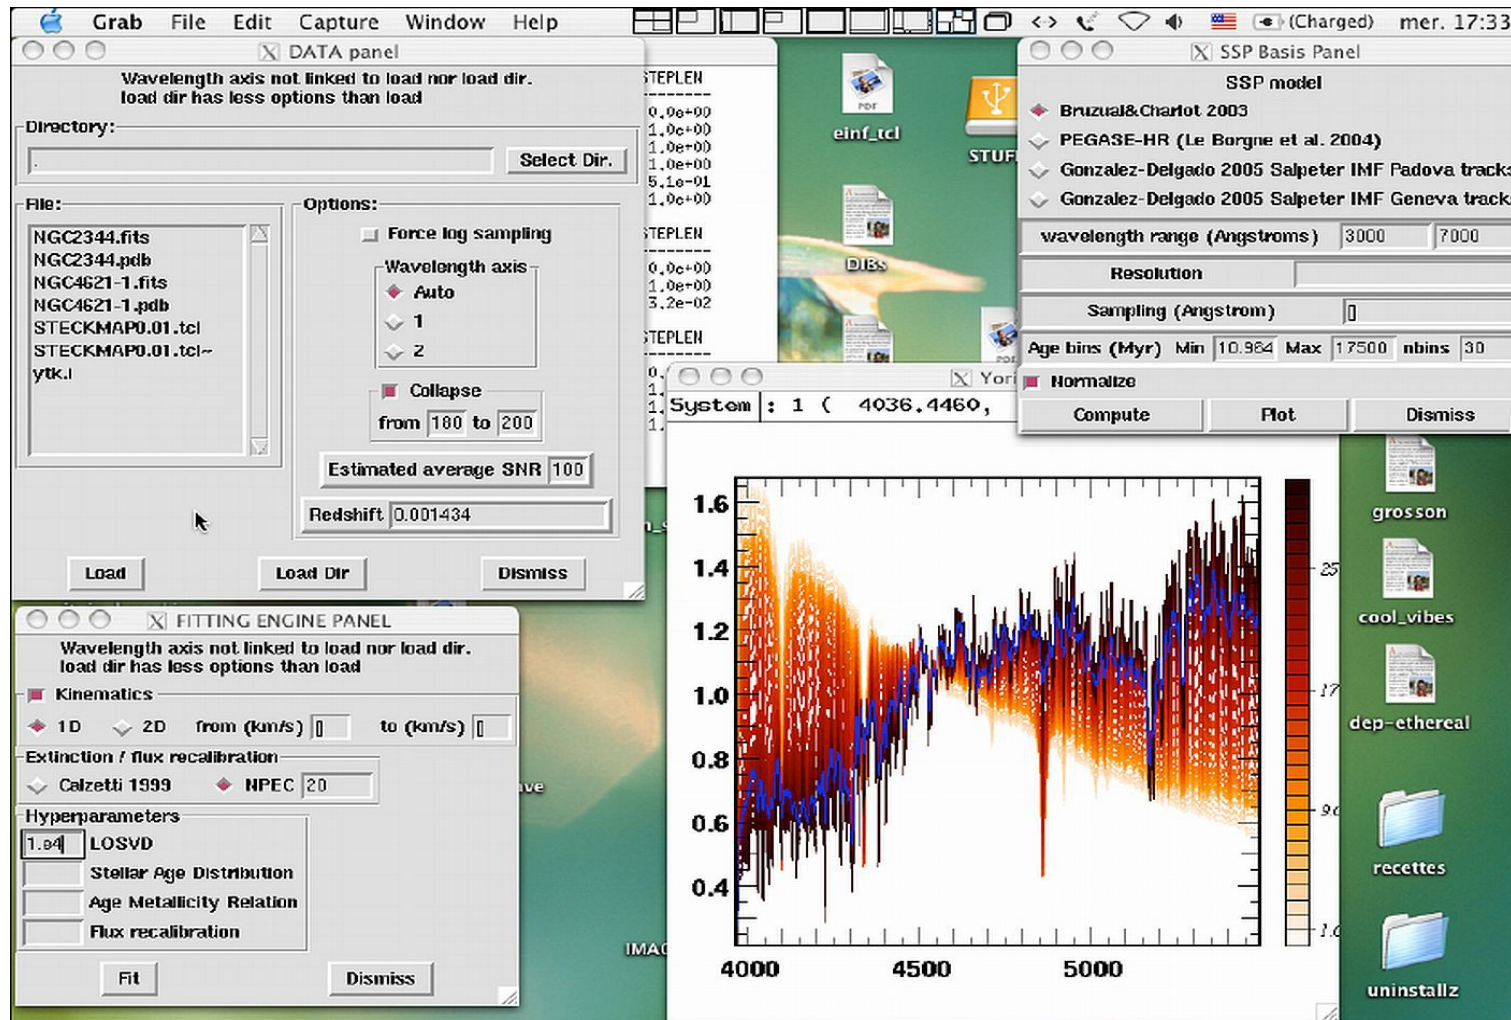 Grab File Edit Capture Window Help (Charged) mer. 17:33
DATA panel
Wavelength axis not linked to load nor load dir.
load dir has less options than load
Directory:
.
Select Dir.
File:
NGC2344.fits
NGC2344.pdb
NGC4621-1.fits
NGC4621-1.pdb
STECKMAP0.01.tcl
STECKMAP0.01.tcl~
ytk.i
Options:
Force log sampling
Wavelength axis
Auto
1
2
Collapse
from 180 to 200
Estimated average SNR 100
Redshift 0.001434
Load Load Dir Dismiss
FITTING ENGINE PANEL
Wavelength axis not linked to load nor load dir.
load dir has less options than load
Kinematics
1D 2D from (km/s) to (km/s)
Extinction / flux recalibration
Calzetti 1999 NPEC 20
Hyperparameters
1.e4 LOSVD
Stellar Age Distribution
Age Metallicity Relation
Flux recalibration
Fit Dismiss
STEPLEN
0.0e+00
1.0e+00
1.0e+00
1.0e+00
5.1e-01
1.0e+00
STEPLEN
0.0e+00
1.0e+00
3.2e-02
STEPLEN
einf_tcl
STUF
DIBs
SSP Basis Panel
SSP model
Bruzual&Charlot 2003
PEGASE-HR (Le Borgne et al. 2004)
Gonzalez-Delgado 2005 Salpeter IMF Padova tracks
Gonzalez-Delgado 2005 Salpeter IMF Geneva track
wavelength range (Angstroms) 3000 7000
Resolution
Sampling (Angstrom)
Age bins (Myr) Min 10.964 Max 17500 nbins 30
Normalize
Compute Plot Dismiss
Yori
System : 1 ( 4036.4460,
1.6
1.4
1.2
1.0
0.8
0.6
0.4
4000 4500 5000
25
17
9.6
1.6
grosson
cool_vibes
dep-ethereal
recettes
uninstallz
IMAG